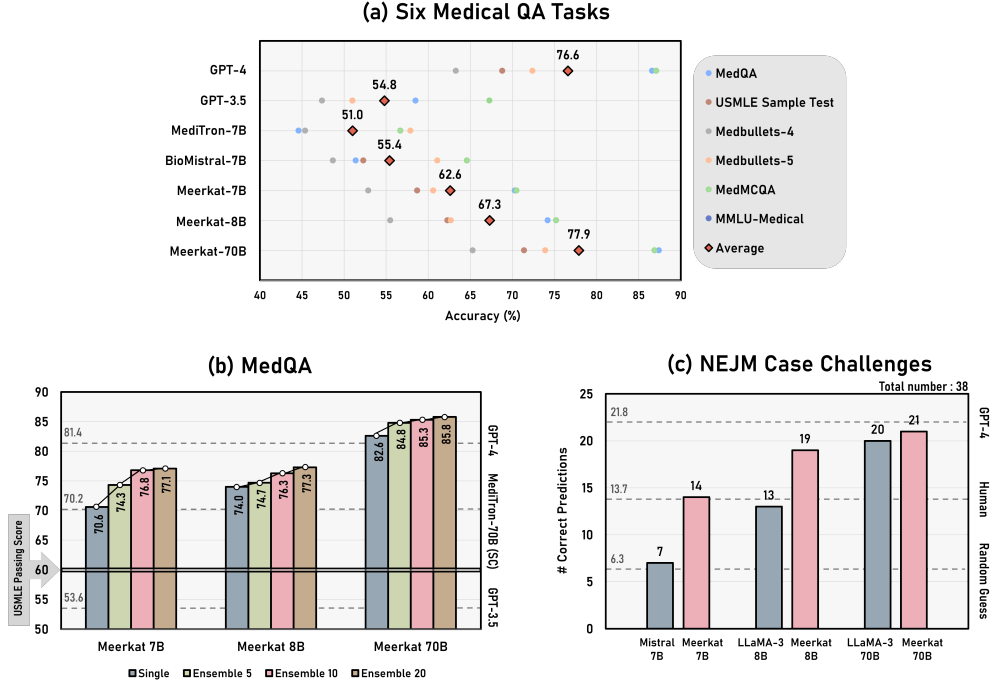 (a) Six Medical QA Tasks
GPT-4
GPT-3.5
MediTron-7B
BioMistral-7B
Meerkat-7B
Meerkat-8B
Meerkat-70B
76.6
54.8
51.0
55.4
62.6
67.3
77.9
40 45 50 55 60 65 70 75 80 85 90
Accuracy (%)
MedQA
USMLE Sample Test
Medbullets-4
Medbullets-5
MedMCQA
MMLU-Medical
Average
(b) MedQA
90
85
80
75
70
65
60
55
50
81.4
70.2
53.6
USMLE Passing Score
70.6
74.3
76.8
77.1
74.0
74.7
76.3
77.3
82.6
84.8
85.3
85.8
GPT-4
MediTron-70B (SC)
GPT-3.5
Meerkat 7B
Meerkat 8B
Meerkat 70B
Single
Ensemble 5
Ensemble 10
Ensemble 20
(c) NEJM Case Challenges
Total number : 38
# Correct Predictions
25
20
15
10
5
0
21.8
13.7
6.3
7
14
13
19
20
21
GPT-4
Human
Random Guess
Mistral
7B
Meerkat
7B
LLaMA-3
8B
Meerkat
8B
LLaMA-3
70B
Meerkat
70B